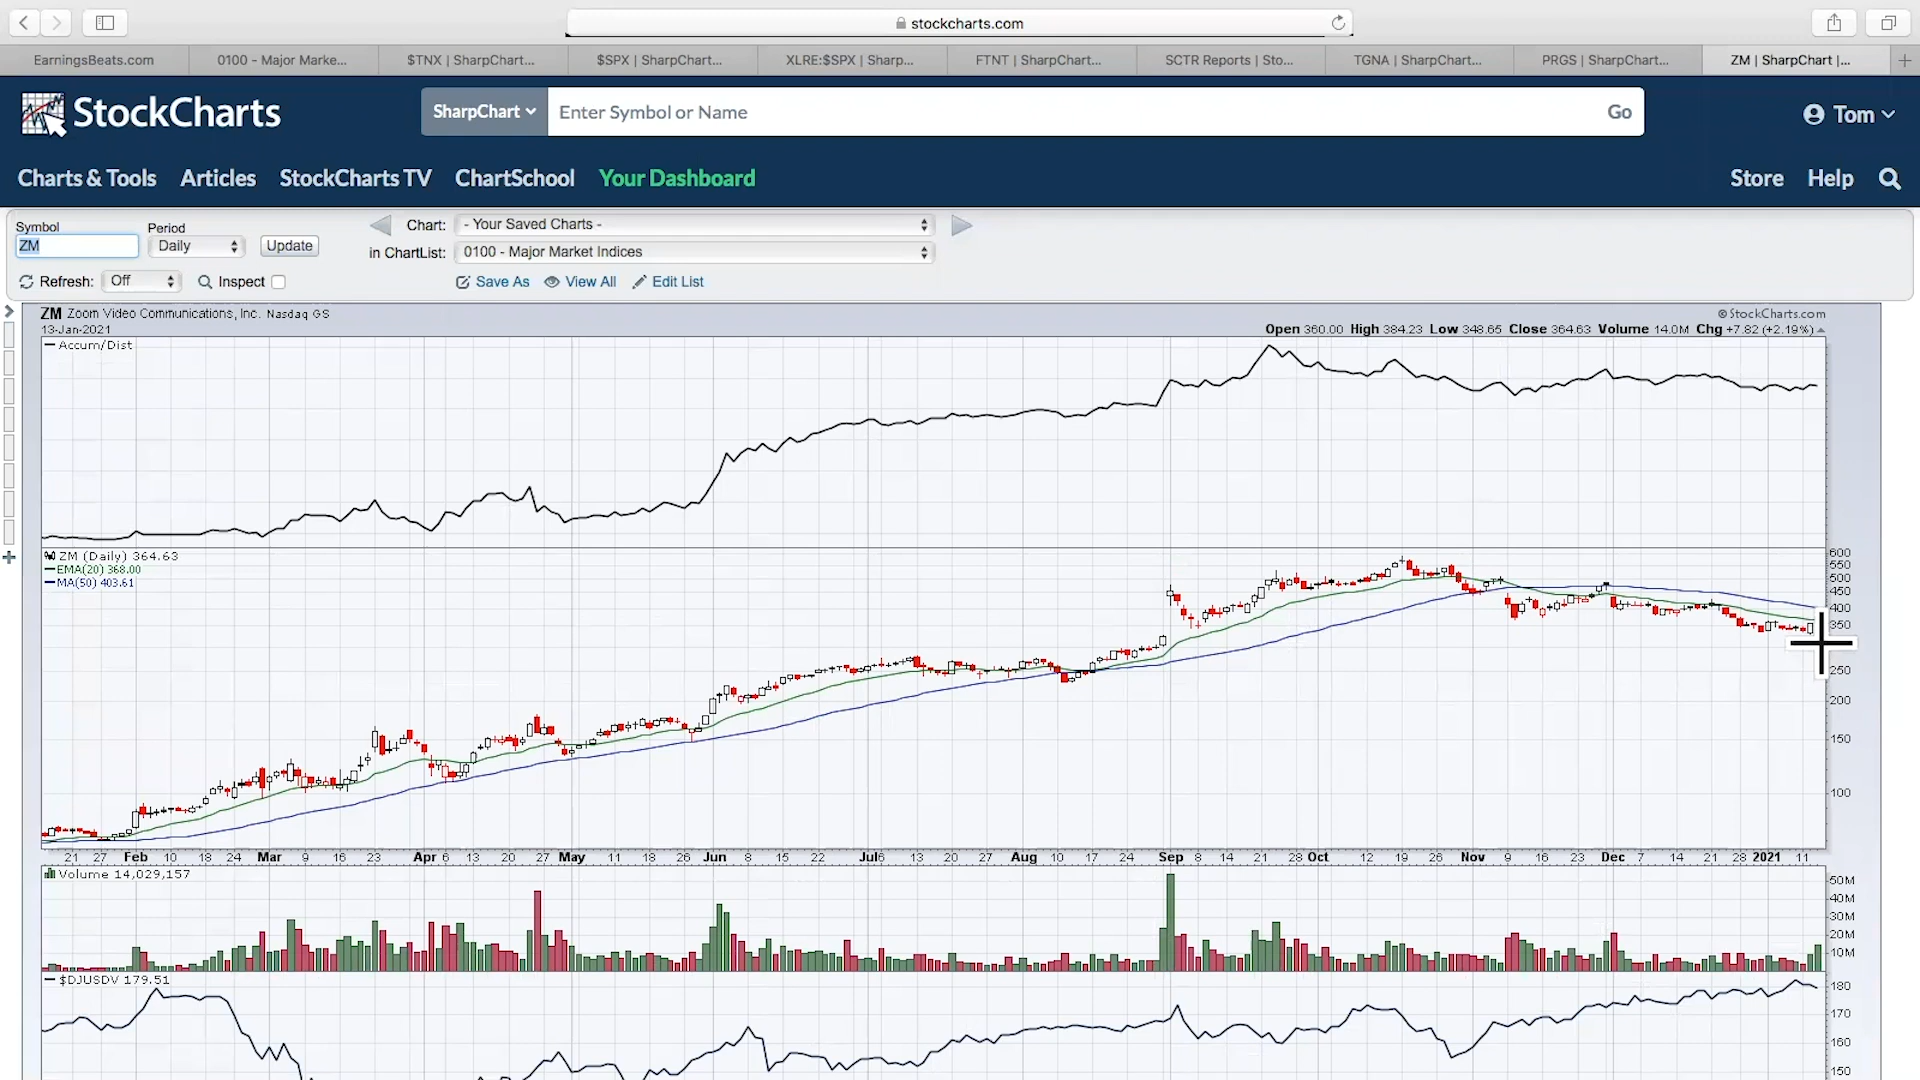 stockcharts.com
EarningsBeats.com
0100 - Major Marke...
$TNX | SharpChart...
$SPX | SharpChart...
XLRE:$SPX | Sharp...
FTNT | SharpChart...
SCTR Reports | Sto...
TGNA | SharpChart...
PRGS | SharpChart...
ZM | SharpChart |...
StockCharts
SharpChart
Enter Symbol or Name
Go
Tom
Charts & Tools
Articles
StockCharts TV
ChartSchool
Your Dashboard
Store
Help
Symbol
Period
Chart:
- Your Saved Charts -
ZM
Daily
Update
in ChartList:
0100 - Major Market Indices
Refresh:
Off
Inspect
Save As
View All
Edit List
ZM Zoom Video Communications, Inc. Nasdaq GS
© StockCharts.com
13-Jan-2021
Open 360.00 High 384.23 Low 348.65 Close 364.63 Volume 14.0M Chg +7.82 (+2.19%)
Accum/Dist
ZM (Daily) 364.63
EMA(20) 368.00
MA(50) 403.61
600
550
500
450
400
350
250
200
150
100
21 27 Feb 10 18 24 Mar 9 16 23 Apr 6 13 20 27 May 11 18 26 Jun 8 15 22 Jul6 13 20 27 Aug 10 17 24 Sep 8 14 21 28 Oct 12 19 26 Nov 9 16 23 Dec 7 14 21 28 2021 11
Volume 14,029,157
50M
40M
30M
20M
10M
$DJUSDV 179.51
180
170
160
150